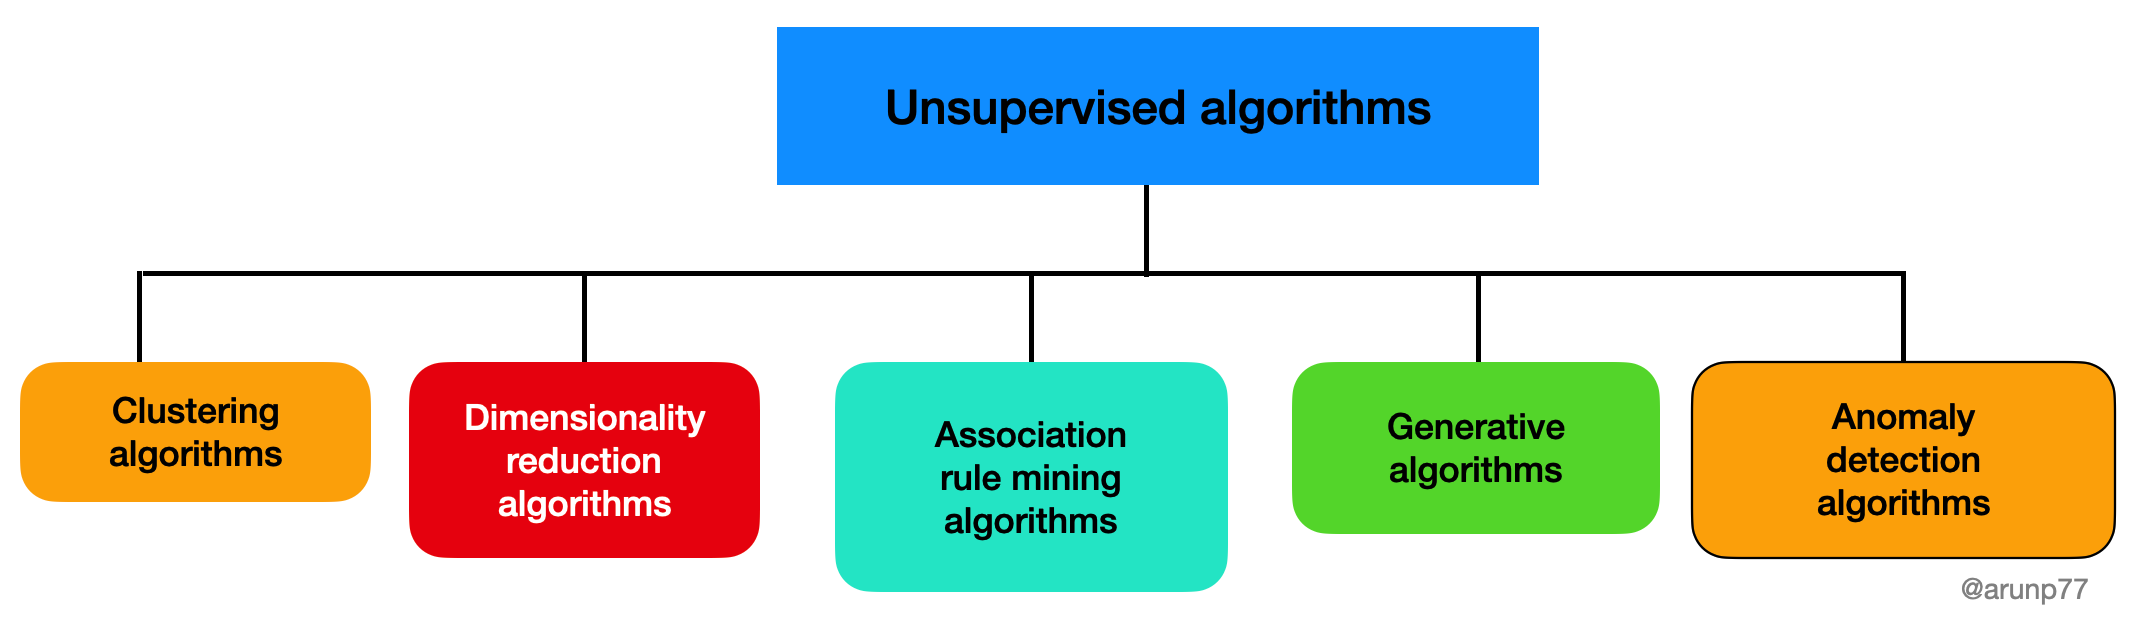 Unsupervised algorithms
Clustering
algorithms
Dimensionality
reduction
algorithms
Association
rule mining
algorithms
Generative
algorithms
Anomaly
detection
algorithms
@arunp77